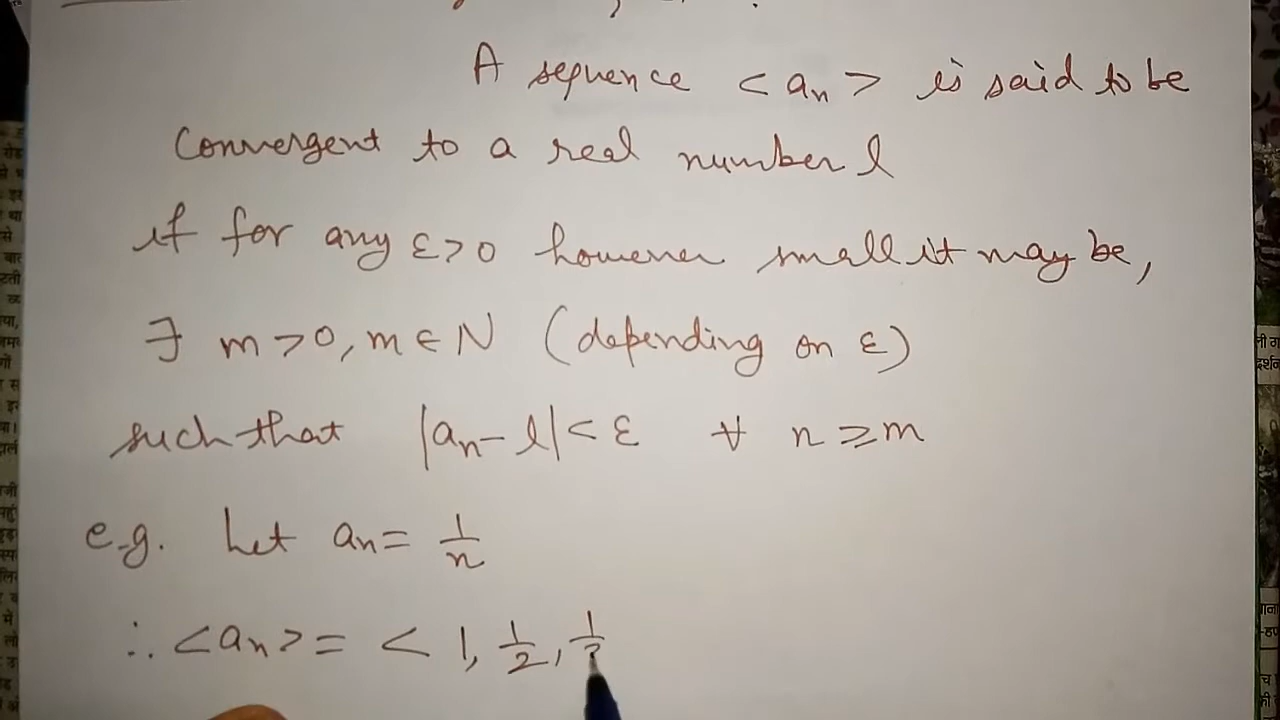 A sequence < aₙ > is said to be
Convergent to a real number l
if for any ε>0 however small it may be,
∃ m >0, m ∈ N (depending on ε)
such that |aₙ - l| < ε ∀ n ≥ m
e.g. Let aₙ = 1/n
∴ <aₙ> = < 1, 1/2, 1/3